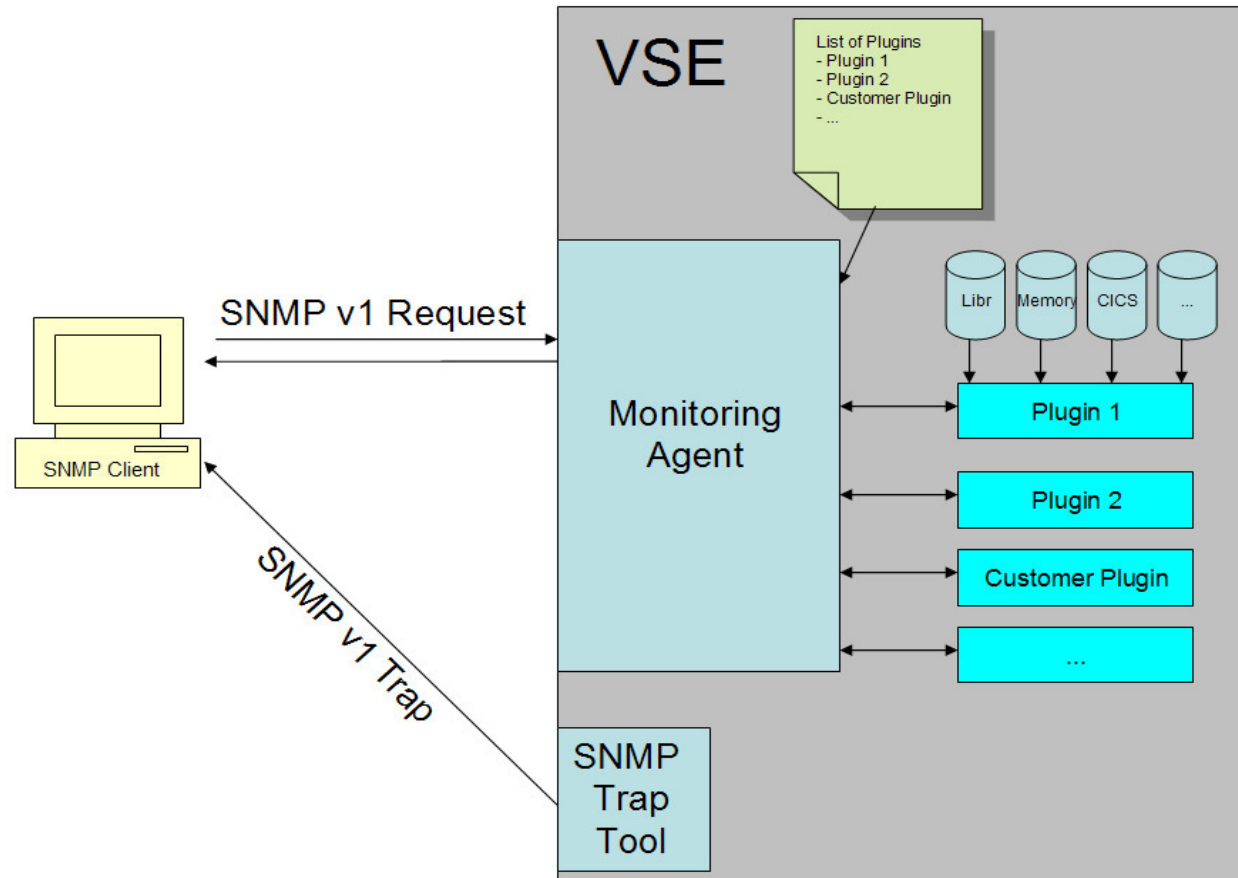 VSE
List of Plugins
- Plugin 1
- Plugin 2
- Customer Plugin
- ...
SNMP v1 Request
SNMP Client
SNMP v1 Trap
Monitoring
Agent
Libr
Memory
CICS
...
Plugin 1
Plugin 2
Customer Plugin
...
SNMP
Trap
Tool